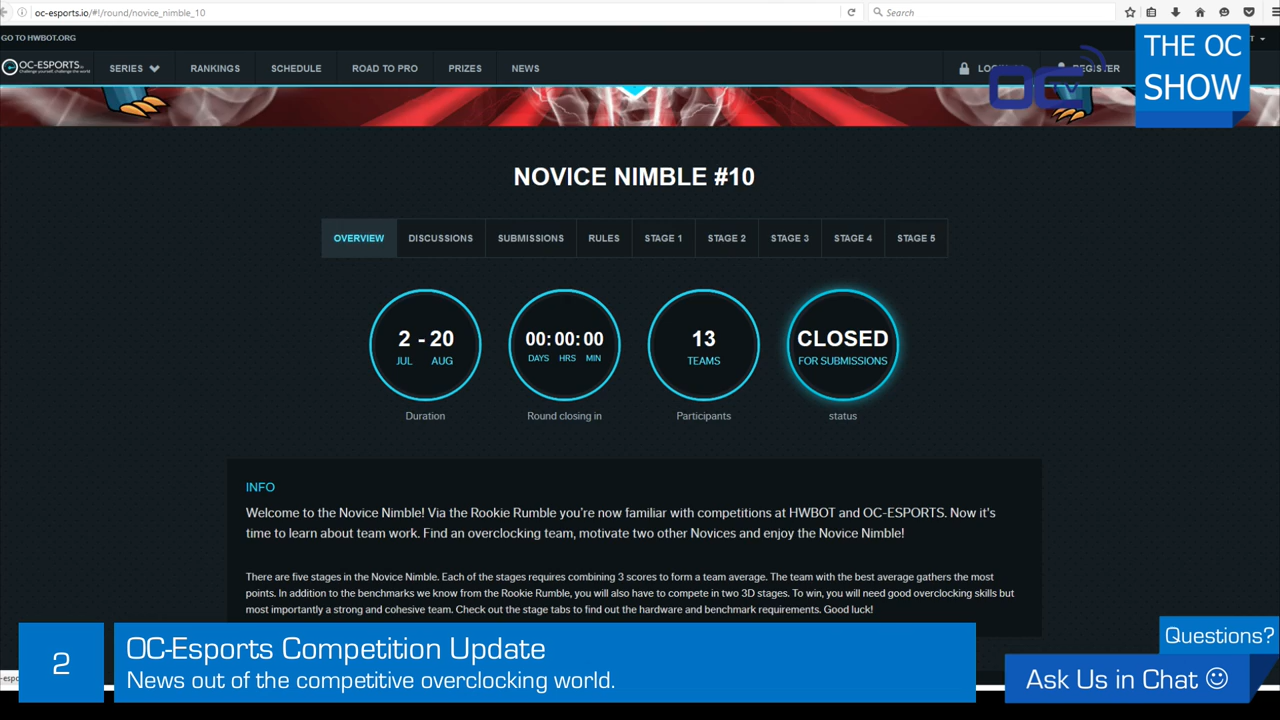 oc-esports.io/#!/round/novice_nimble_10
Search
GO TO HWBOT.ORG
OC-ESPORTS.io
Challenge yourself, challenge the world
SERIES RANKINGS SCHEDULE ROAD TO PRO PRIZES NEWS
REGISTER
OC TV
THE OC
SHOW
NOVICE NIMBLE #10
OVERVIEW DISCUSSIONS SUBMISSIONS RULES STAGE 1 STAGE 2 STAGE 3 STAGE 4 STAGE 5
2 - 20 00:00:00 13 CLOSED
JUL AUG DAYS HRS MIN TEAMS FOR SUBMISSIONS
Duration Round closing in Participants status
INFO
Welcome to the Novice Nimble! Via the Rookie Rumble you're now familiar with competitions at HWBOT and OC-ESPORTS. Now it's
time to learn about team work. Find an overclocking team, motivate two other Novices and enjoy the Novice Nimble!
There are five stages in the Novice Nimble. Each of the stages requires combining 3 scores to form a team average. The team with the best average gathers the most
points. In addition to the benchmarks we know from the Rookie Rumble, you will also have to compete in two 3D stages. To win, you will need good overclocking skills but
most importantly a strong and cohesive team. Check out the stage tabs to find out the hardware and benchmark requirements. Good luck!
2
OC-Esports Competition Update
News out of the competitive overclocking world.
Questions?
Ask Us in Chat ☺